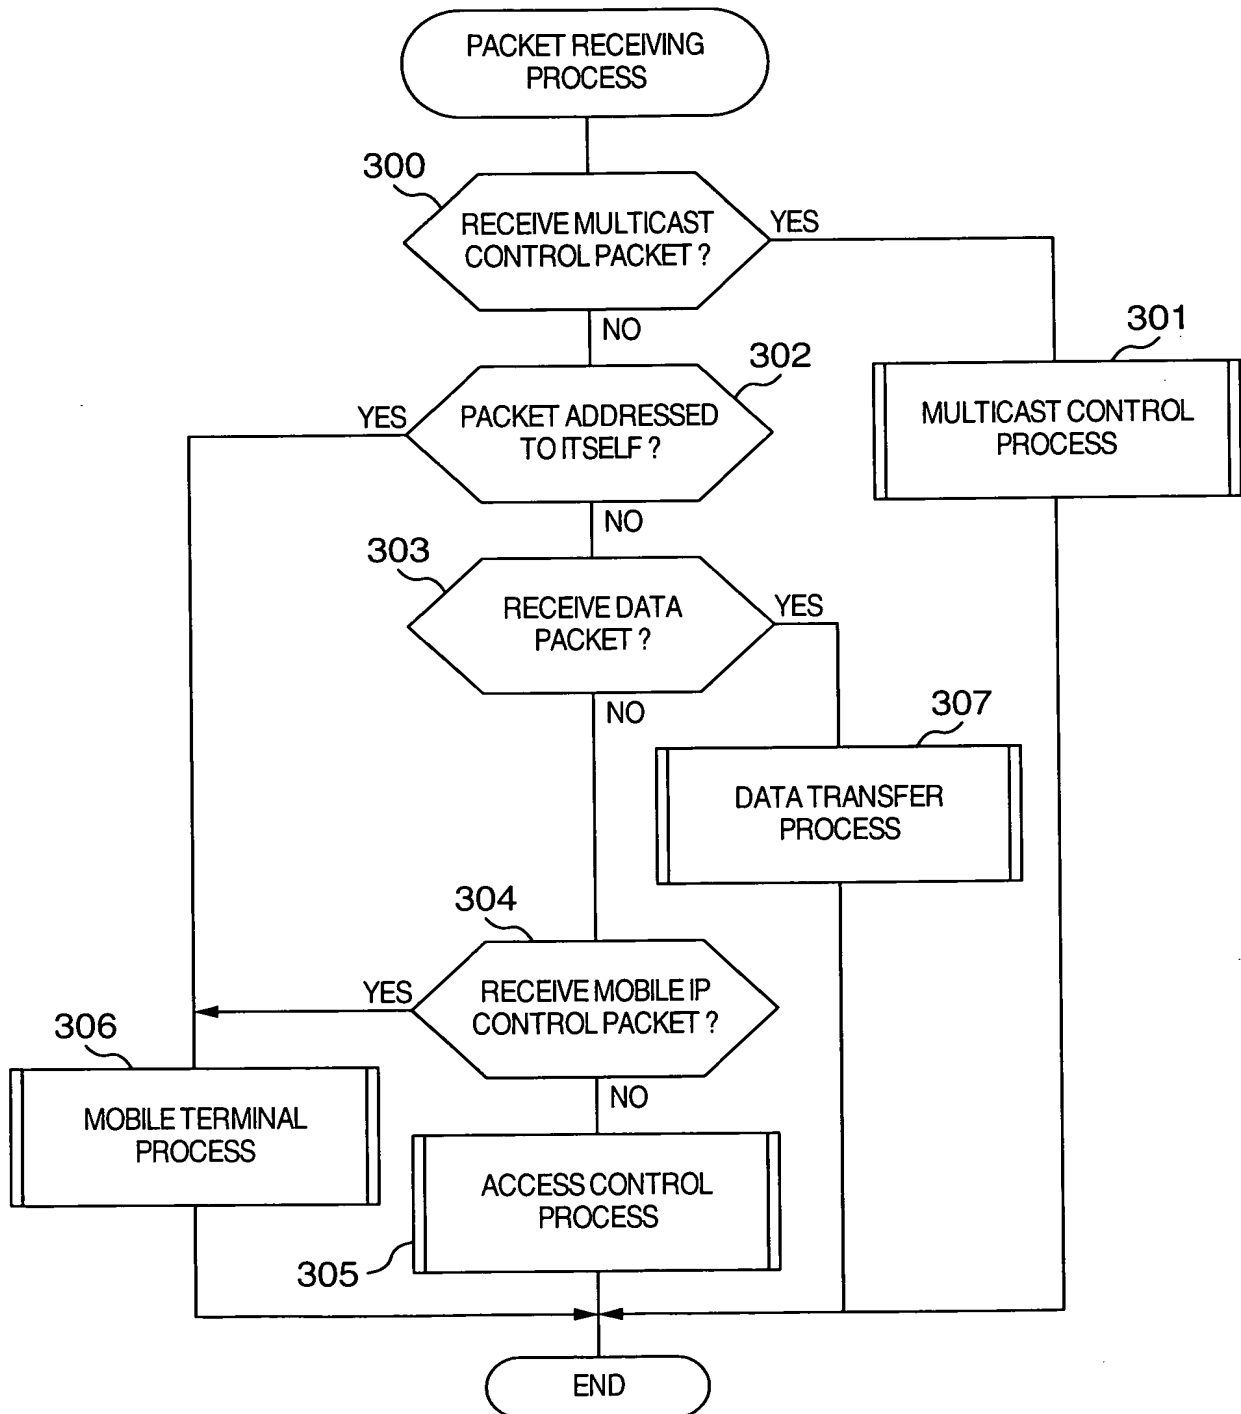 PACKET RECEIVING
PROCESS
300
RECEIVE MULTICAST
CONTROL PACKET ?
YES
NO
301
MULTICAST CONTROL
PROCESS
302
YES
PACKET ADDRESSED
TO ITSELF ?
NO
303
RECEIVE DATA
PACKET ?
YES
NO
307
DATA TRANSFER
PROCESS
304
YES
RECEIVE MOBILE IP
CONTROL PACKET ?
NO
306
MOBILE TERMINAL
PROCESS
ACCESS CONTROL
PROCESS
305
END